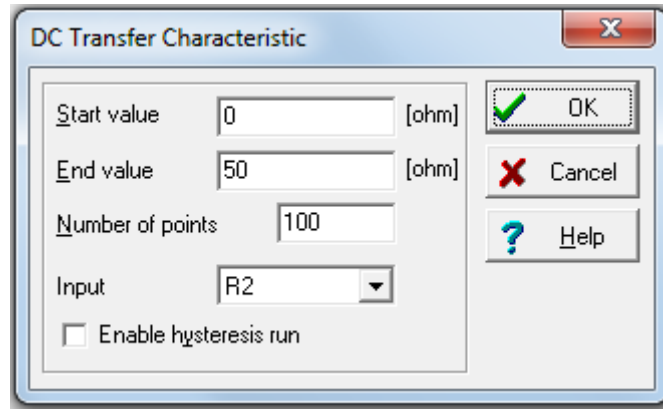 DC Transfer Characteristic
Start value 0 [ohm]
End value 50 [ohm]
Number of points 100
Input R2
Enable hysteresis run
OK
Cancel
? Help